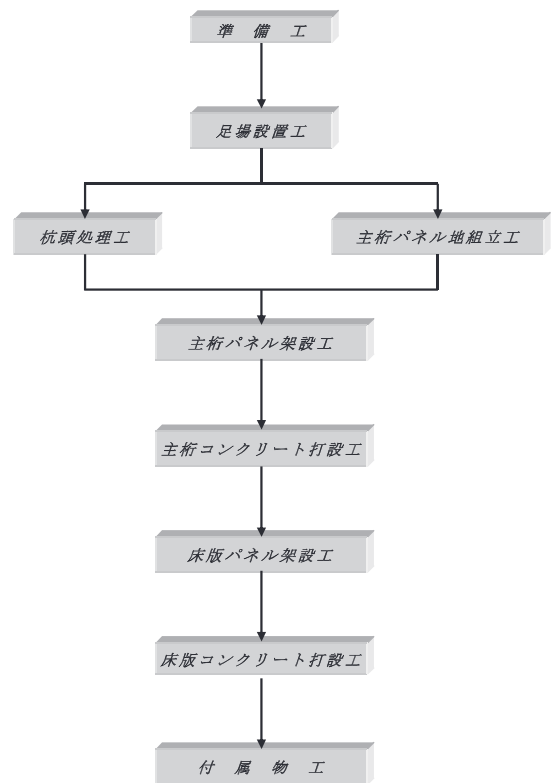 準　備　工
足場設置工
杭頭処理工
主桁パネル地組立工
主桁パネル架設工
主桁コンクリート打設工
床版パネル架設工
床版コンクリート打設工
付　属　物　工